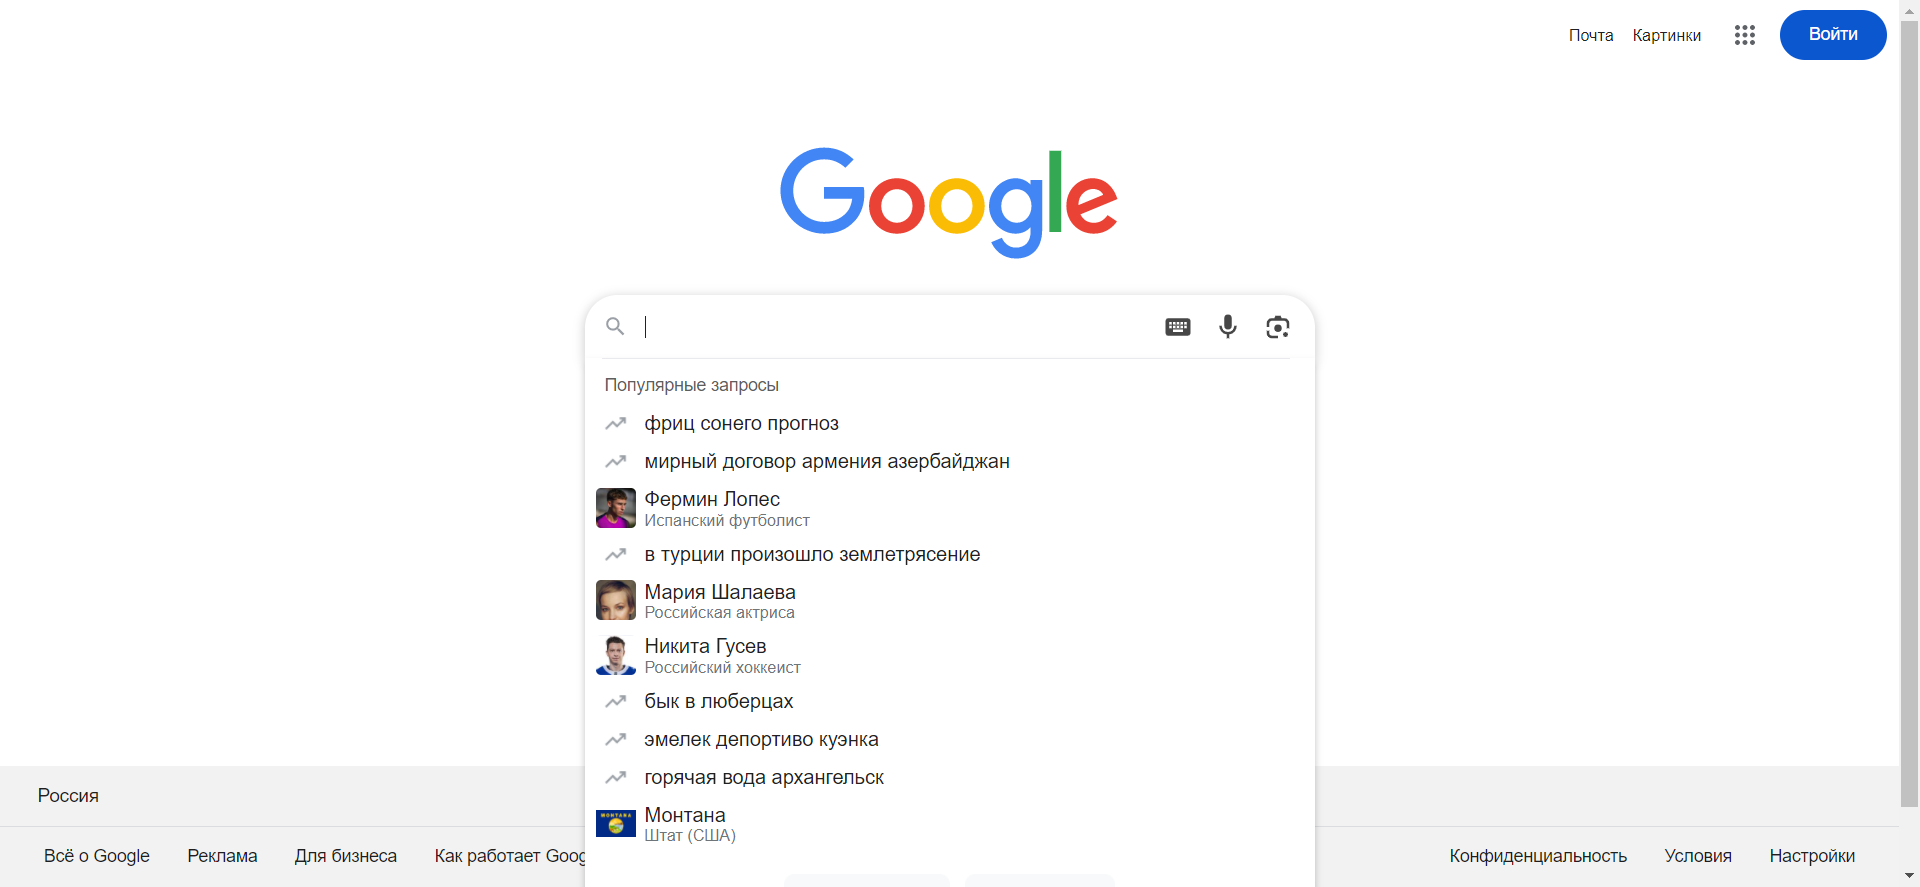 Почта Картинки Войти
Google
Популярные запросы
фриц сонего прогноз
мирный договор армения азербайджан
Фермин Лопес
Испанский футболист
в турции произошло землетрясение
Мария Шалаева
Российская актриса
Никита Гусев
Российский хоккеист
бык в люберцах
эмелек депортиво куэнка
горячая вода архангельск
MONTANA
Монтана
Штат (США)
Россия
Всё о Google Реклама Для бизнеса Как работает Goog
Конфиденциальность Условия Настройки